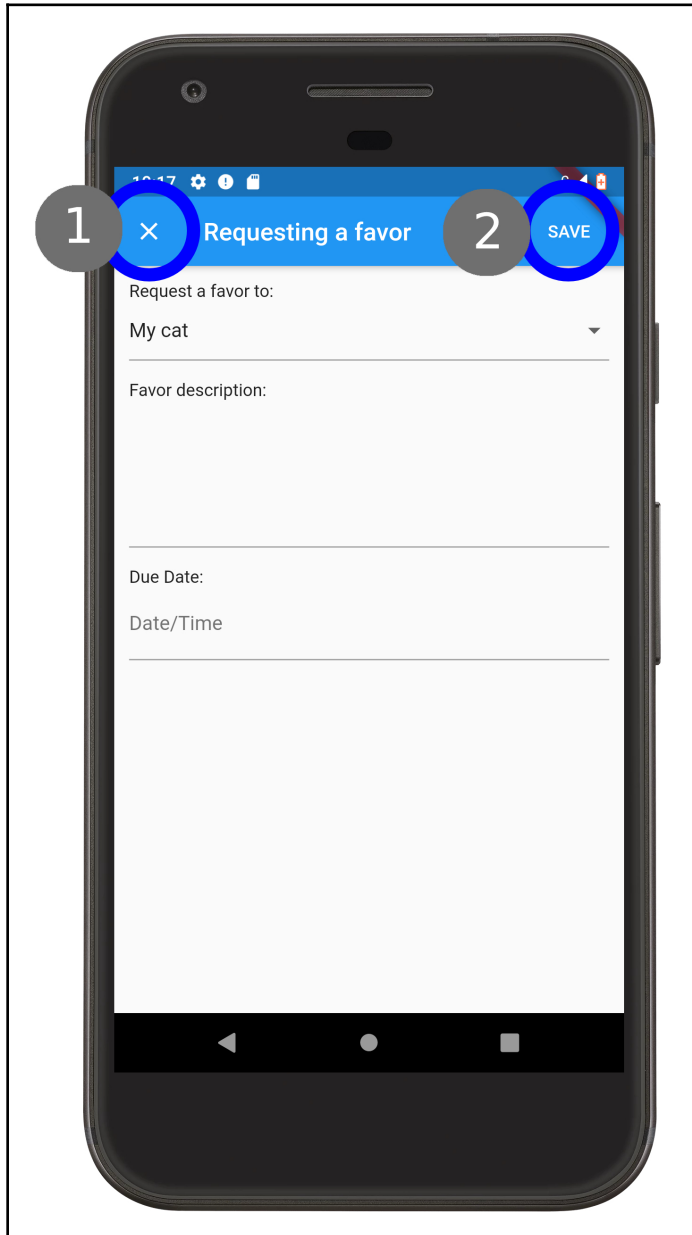 1
Requesting a favor
2
SAVE
Request a favor to:
My cat
Favor description:
Due Date:
Date/Time